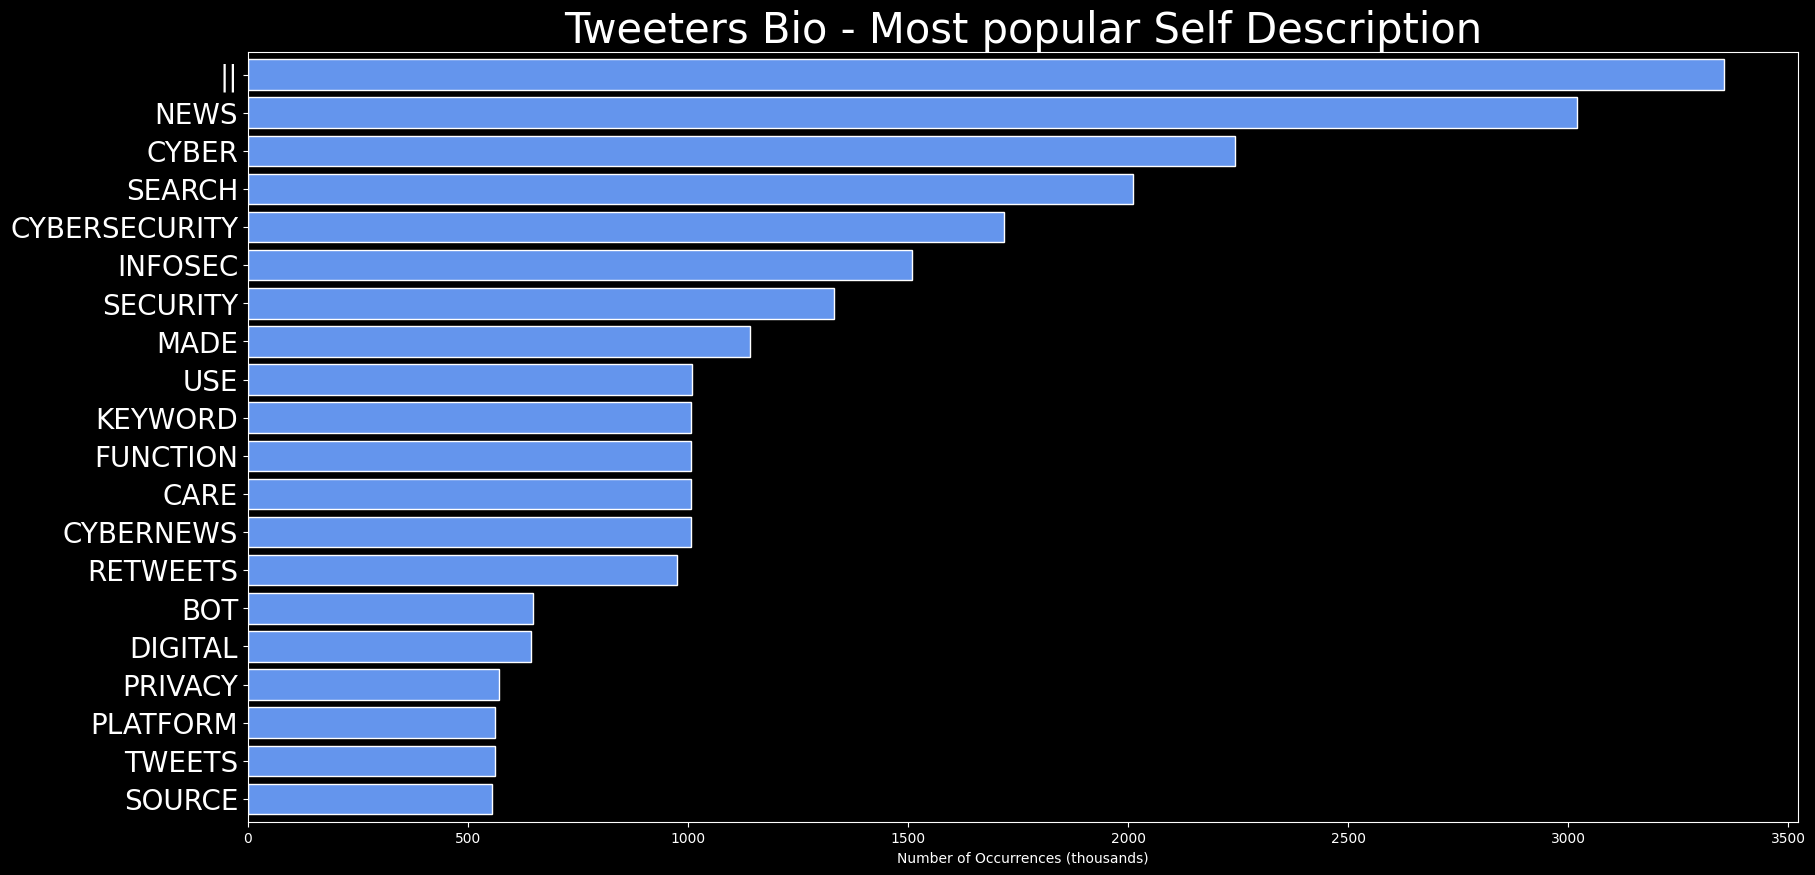 Tweeters Bio - Most popular Self Description
||
NEWS
CYBER
SEARCH
CYBERSECURITY
INFOSEC
SECURITY
MADE
USE
KEYWORD
FUNCTION
CARE
CYBERNEWS
RETWEETS
BOT
DIGITAL
PRIVACY
PLATFORM
TWEETS
SOURCE
0 500 1000 1500 2000 2500 3000 3500
Number of Occurrences (thousands)